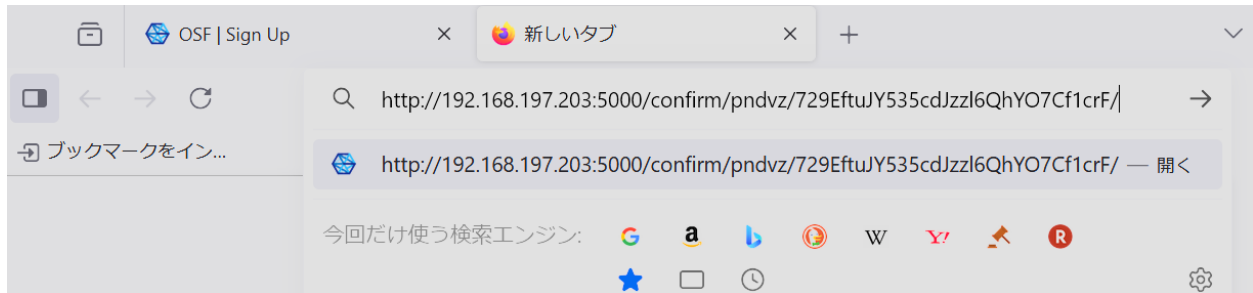 OSF | Sign Up
新しいタブ
http://192.168.197.203:5000/confirm/pndvz/729EftuJY535cdJzzl6QhYO7Cf1crF/
ブックマークをイン...
http://192.168.197.203:5000/confirm/pndvz/729EftuJY535cdJzzl6QhYO7Cf1crF/ — 開く
今回だけ使う検索エンジン: